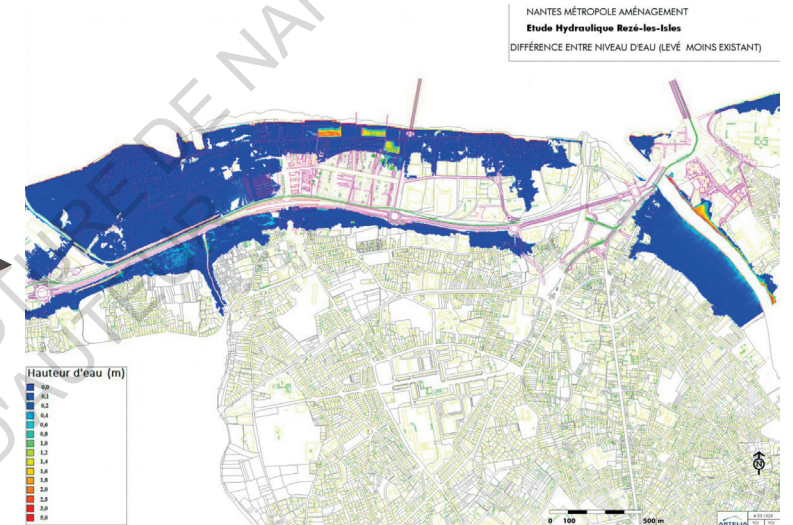 NANTES MÉTROPOLE AMÉNAGEMENT
Etude Hydraulique Rezé-les-Isles
DIFFÉRENCE ENTRE NIVEAU D'EAU (LEVÉ MOINS EXISTANT)
Hauteur d'eau (m)
0,0
0,1
0,2
0,4
0,6
0,8
1,0
1,2
1,4
1,6
1,8
2,0
2,5
3,0
5,0
N
0 100 500 m
ARTELIA